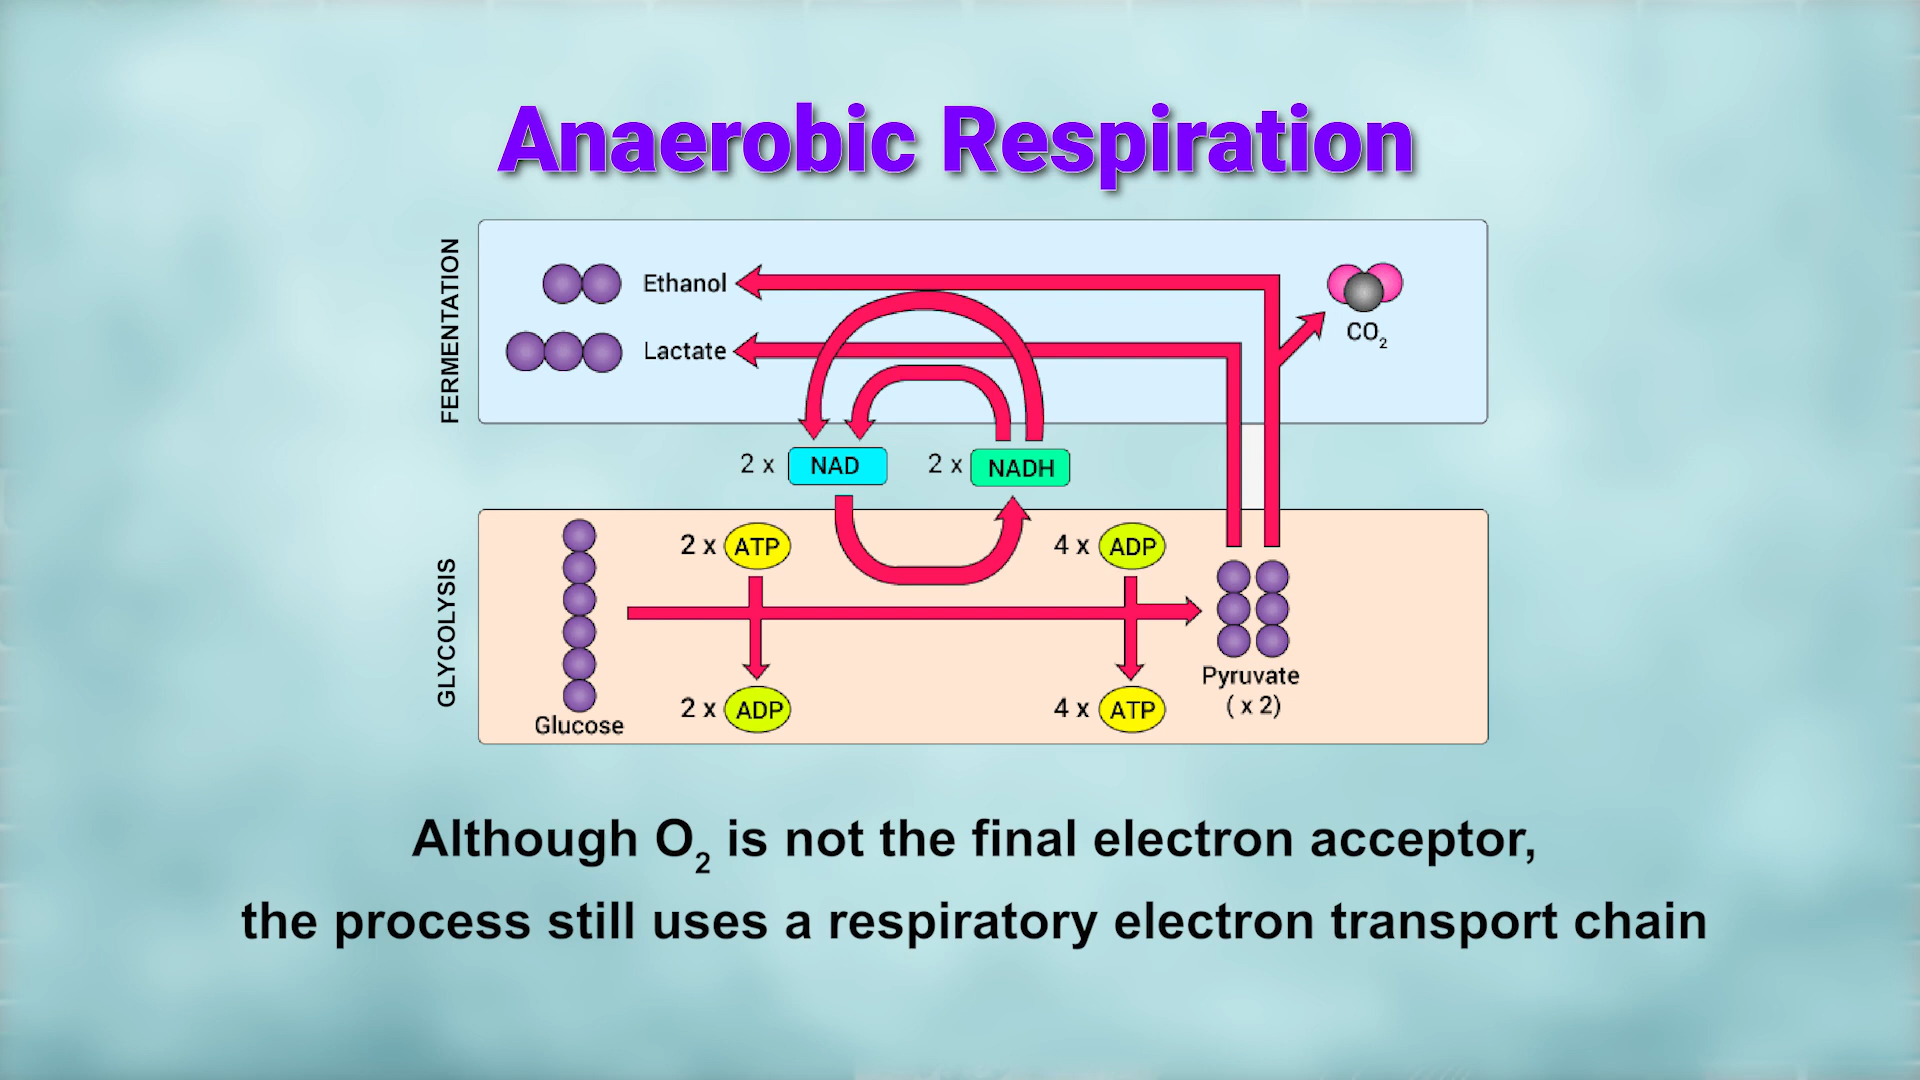 Anaerobic Respiration
FERMENTATION
Ethanol
Lactate
CO₂
2 x NAD
2 x NADH
GLYCOLYSIS
2 x ATP
4 x ADP
Glucose
2 x ADP
4 x ATP
Pyruvate
( x 2)
Although O₂ is not the final electron acceptor,
the process still uses a respiratory electron transport chain